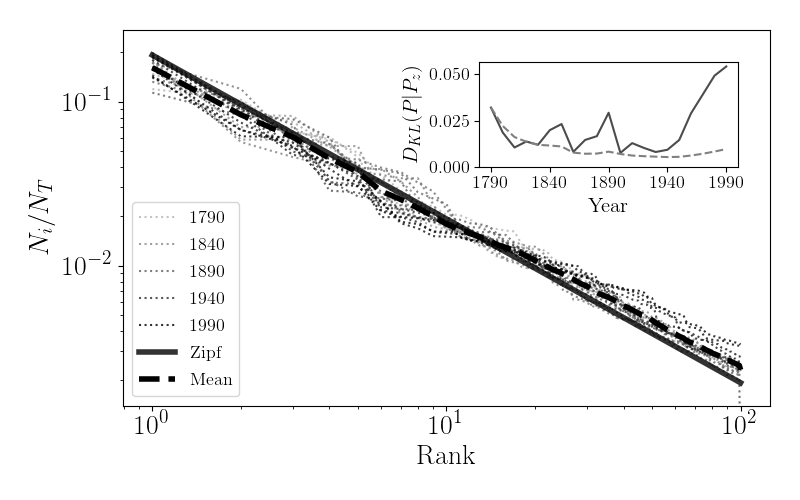 N_i/N_T
10^{-1}
10^{-2}
10^0
10^1
10^2
Rank
1790
1840
1890
1940
1990
Zipf
Mean
D_{KL}(P|P_z)
0.050
0.025
0.000
1790 1840 1890 1940 1990
Year